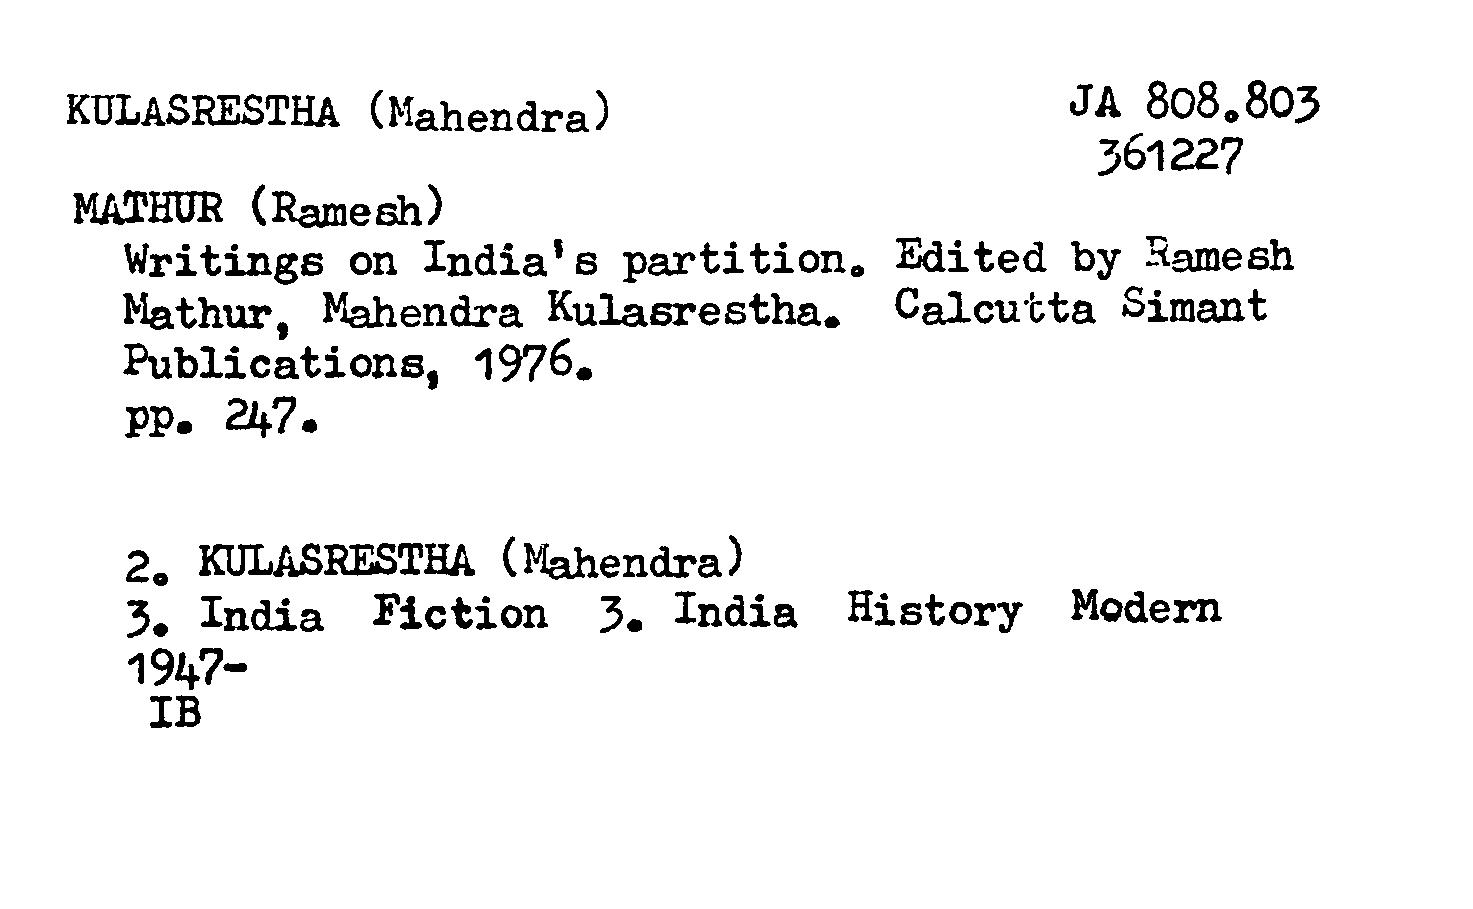 KULASRESTHA (Mahendra)
JA 808.803
361227
MATHUR (Ramesh)
Writings on India's partition. Edited by Ramesh
Mathur, Mahendra Kulasrestha. Calcutta Simant
Publications, 1976.
pp. 247.
2. KULASRESTHA (Mahendra)
3. India Fiction 3. India History Modern
1947-
IB